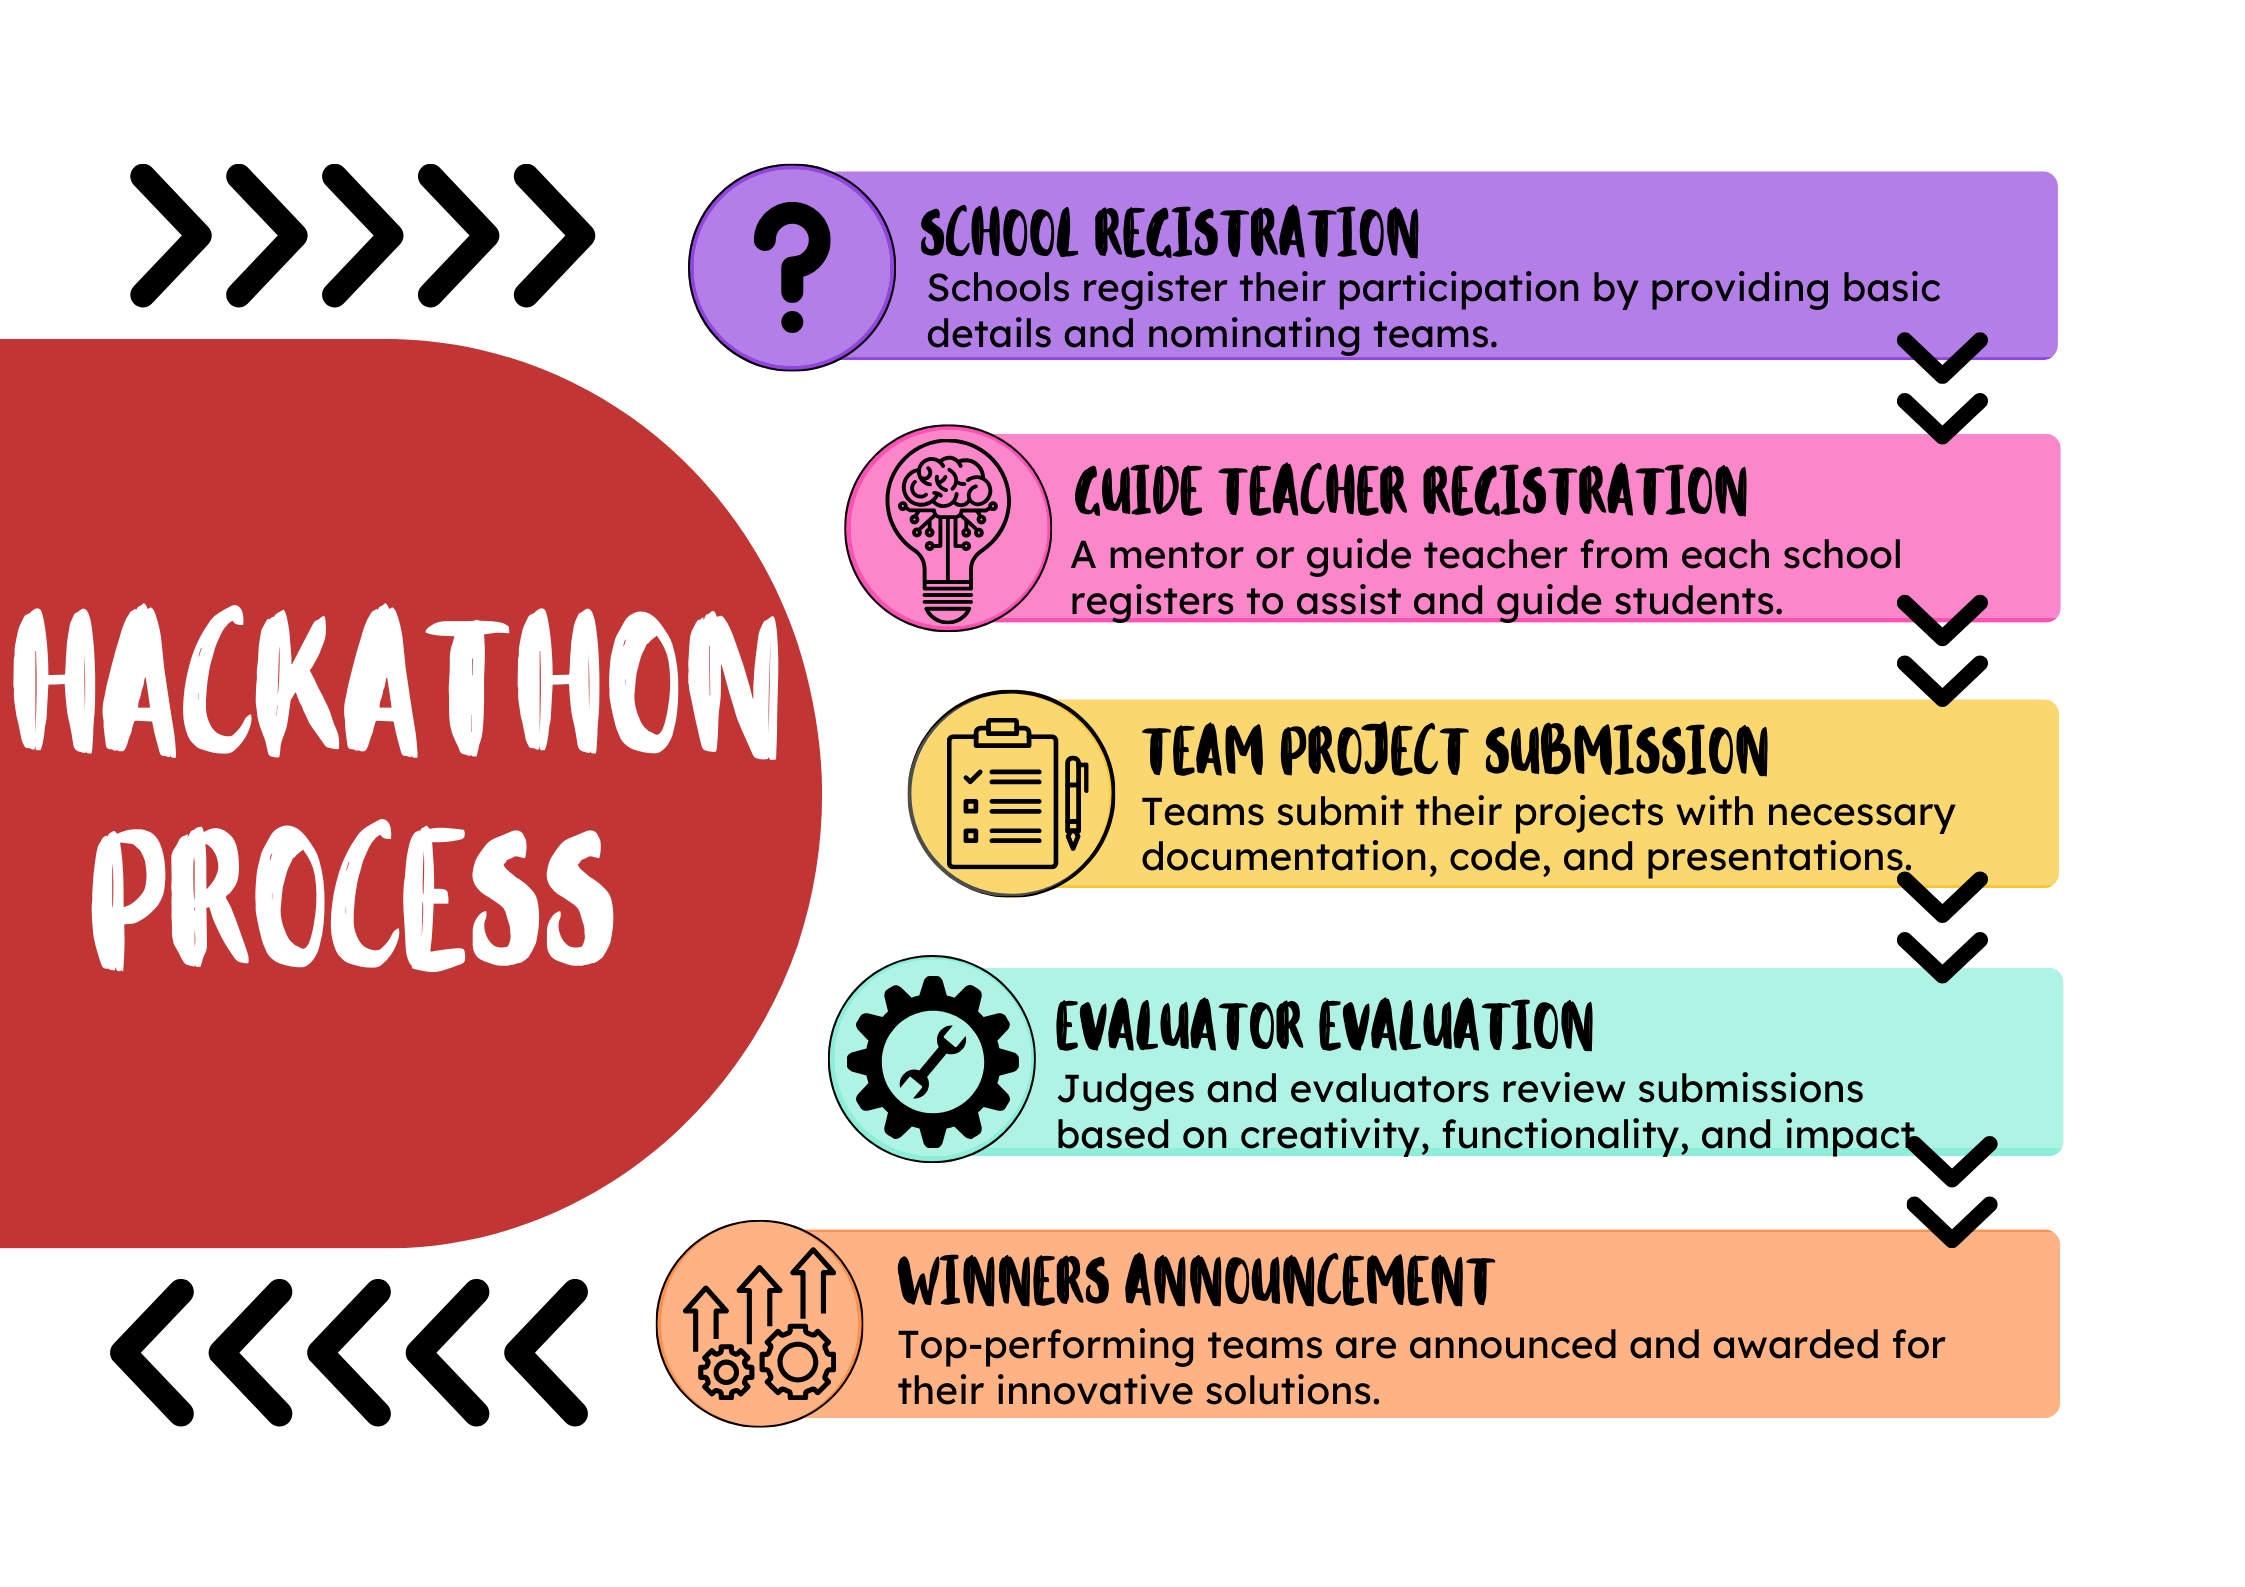 HACKATHON
PROCESS
SCHOOL REGISTRATION
Schools register their participation by providing basic
details and nominating teams.
GUIDE TEACHER REGISTRATION
A mentor or guide teacher from each school
registers to assist and guide students.
TEAM PROJECT SUBMISSION
Teams submit their projects with necessary
documentation, code, and presentations.
EVALUATOR EVALUATION
Judges and evaluators review submissions
based on creativity, functionality, and impact
WINNERS ANNOUNCEMENT
Top-performing teams are announced and awarded for
their innovative solutions.